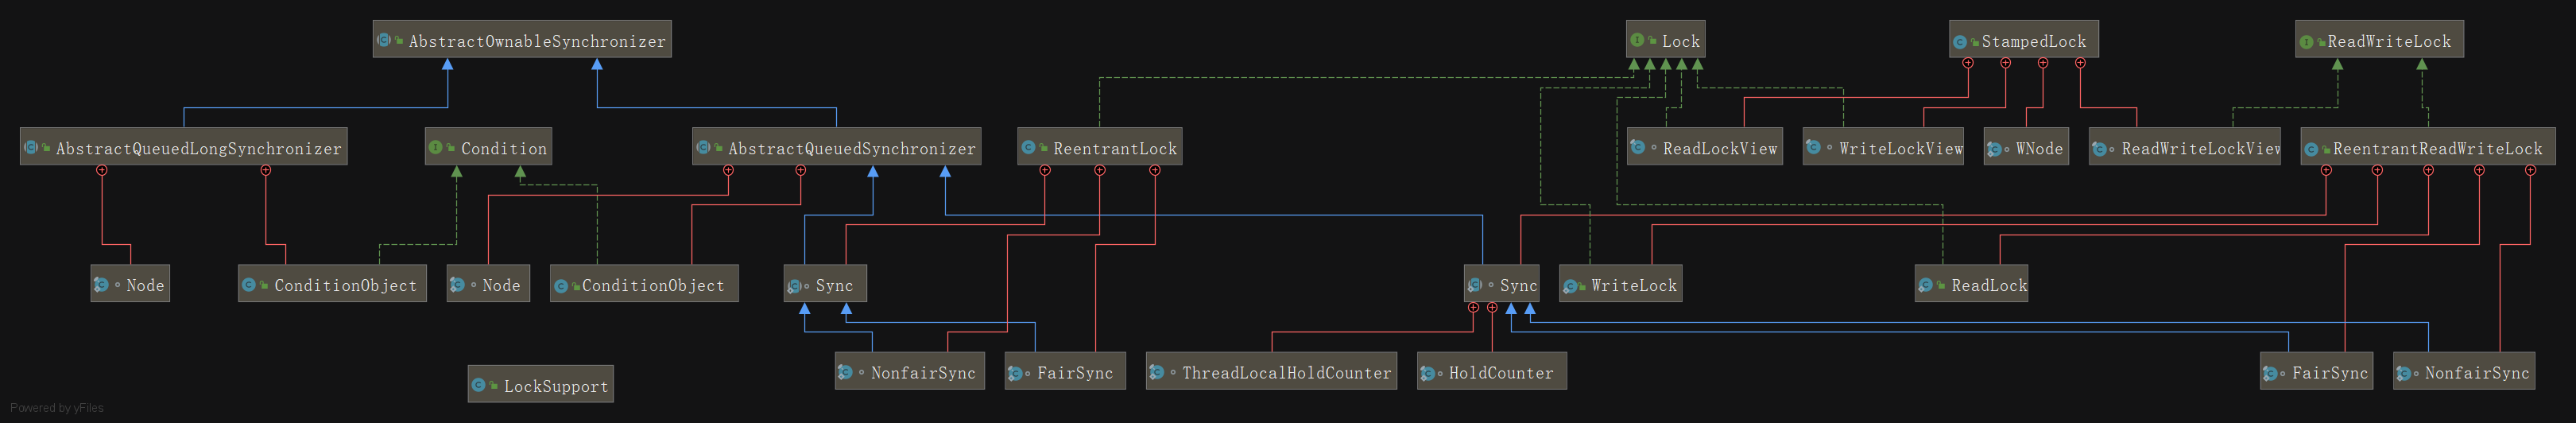 AbstractOwnableSynchronizer
Lock
StampedLock
ReadWriteLock
AbstractQueuedLongSynchronizer
Condition
AbstractQueuedSynchronizer
ReentrantLock
ReadLockView
WriteLockView
WNode
ReadWriteLockView
ReentrantReadWriteLock
Node
ConditionObject
Node
ConditionObject
Sync
Sync
WriteLock
ReadLock
LockSupport
NonfairSync
FairSync
ThreadLocalHoldCounter
HoldCounter
FairSync
NonfairSync
Powered by yFiles